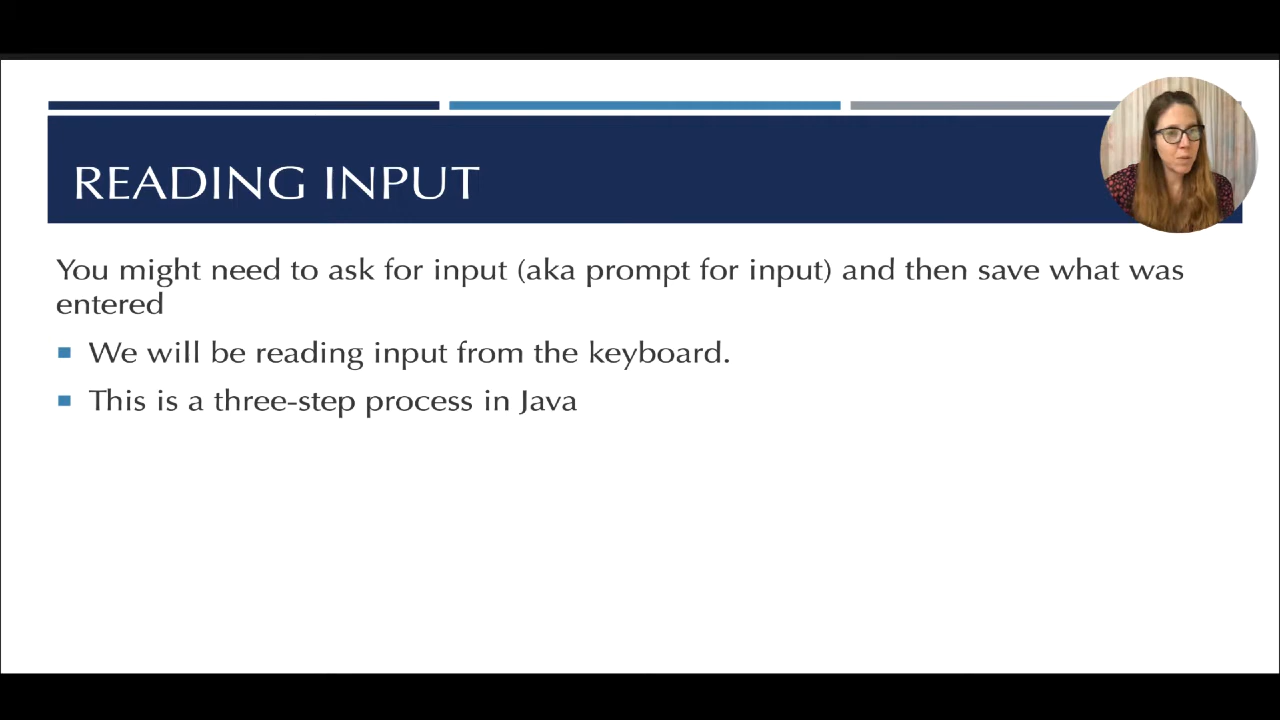 READING INPUT
You might need to ask for input (aka prompt for input) and then save what was
entered
We will be reading input from the keyboard.
This is a three-step process in Java